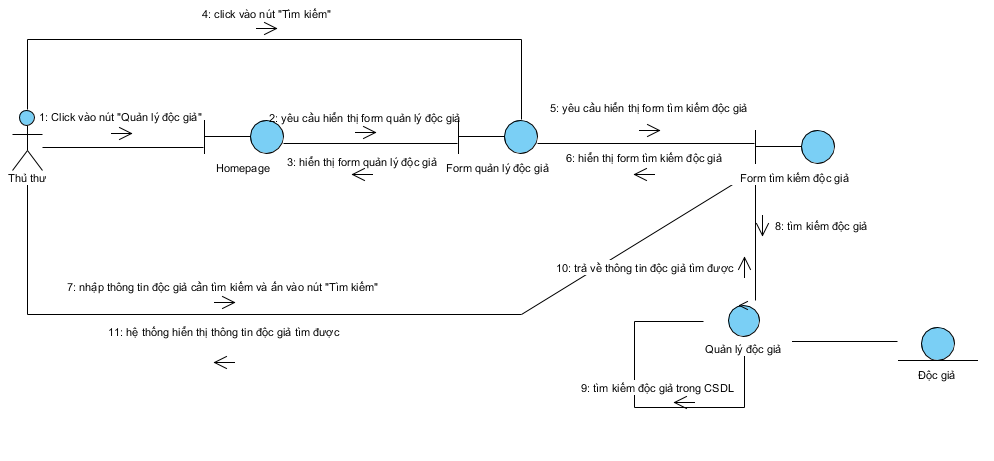 4: click vào nút "Tìm kiếm"
5: yêu cầu hiển thị form tìm kiếm độc giả
1: Click vào nút "Quản lý độc giả"
2: yêu cầu hiển thị form quản lý độc giả
3: hiển thị form quản lý độc giả
6: hiển thị form tìm kiếm độc giả
Homepage
Form quản lý độc giả
Thủ thư
Form tìm kiếm độc giả
8: tìm kiếm độc giả
10: trả về thông tin độc giả tìm được
7: nhập thông tin độc giả cần tìm kiếm và ấn vào nút "Tìm kiếm"
11: hệ thống hiển thị thông tin độc giả tìm được
Quản lý độc giả
Độc giả
9: tìm kiếm độc giả trong CSDL